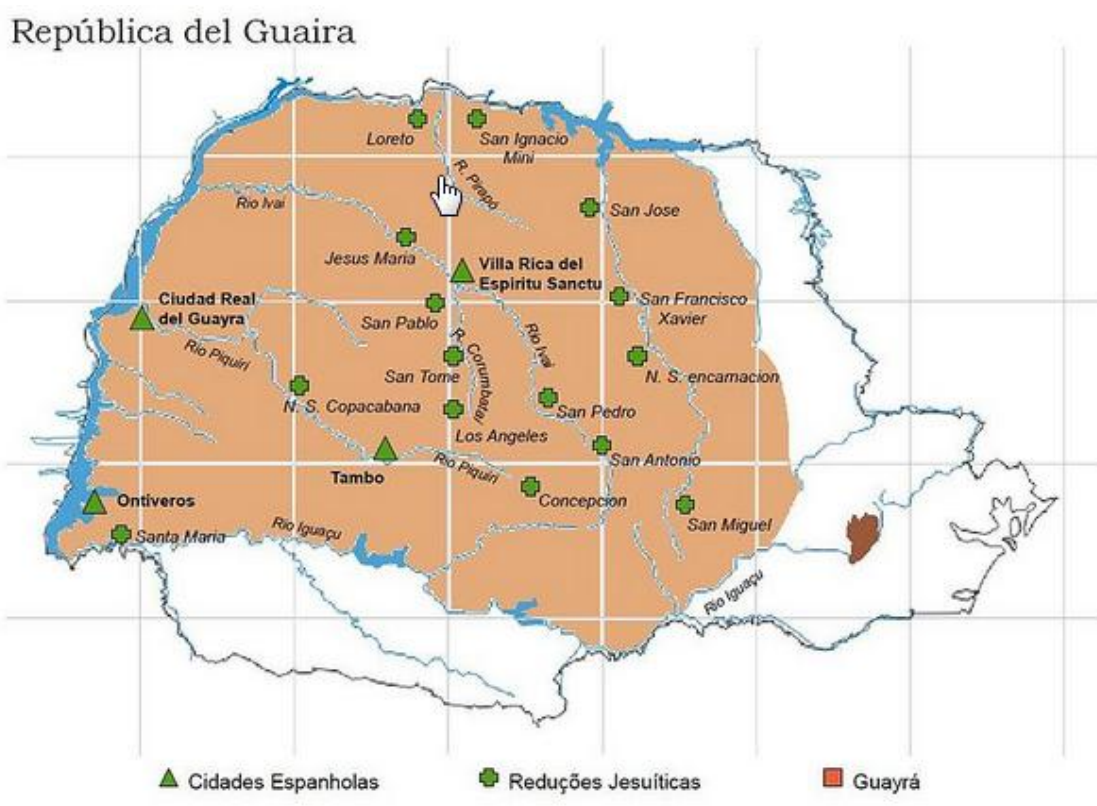 República del Guaira
Loreto
San Ignacio
Mini
R. Pirapó
Rio Ivai
San Jose
Jesus Maria
Villa Rica del
Espiritu Sanctu
Ciudad Real
del Guayra
San Francisco
Xavier
San Pablo
Rio Piquiri
R. Corumbatai
Rio Ivai
San Tome
N. S. encarnacion
N. S. Copacabana
San Pedro
Los Angeles
San Antonio
Rio Piquiri
Tambo
Concepcion
Ontiveros
San Miguel
Santa Maria
Rio Iguaçu
Rio Iguaçu
Cidades Espanholas
Reduções Jesuíticas
Guayrá